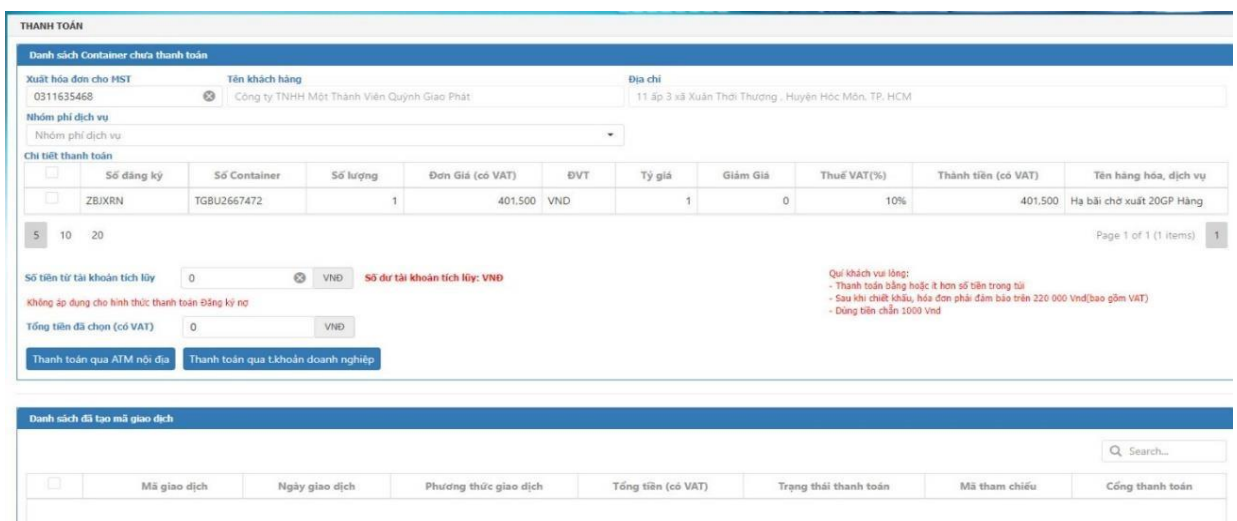 THANH TOÁN
Danh sách Container chưa thanh toán
Xuất hóa đơn cho MST Tên khách hàng Địa chỉ
0311635468 Công ty TNHH Một Thành Viên Quỳnh Giao Phát 11 ấp 3 xã Xuân Thới Thượng , Huyện Hóc Môn, TP. HCM
Nhóm phí dịch vụ
Nhóm phí dịch vụ
Chi tiết thanh toán
Số đăng ký Số Container Số lượng Đơn Giá (có VAT) ĐVT Tỷ giá Giảm Giá Thuế VAT(%) Thành tiền (có VAT) Tên hàng hóa, dịch vụ
ZBJXRN TGBU2667472 1 401,500 VND 1 0 10% 401,500 Hạ bãi chờ xuất 20GP Hàng
5 10 20 Page 1 of 1 (1 items) 1
Số tiền từ tài khoản tích lũy 0 VNĐ Số dư tài khoản tích lũy: VNĐ
Không áp dụng cho hình thức thanh toán Đăng ký nợ
Quí khách vui lòng:
- Thanh toán bằng hoặc ít hơn số tiền trong túi
- Sau khi chiết khấu, hóa đơn phải đảm bảo trên 220 000 Vnd(bao gồm VAT)
- Dùng tiền chẵn 1000 Vnd
Tổng tiền đã chọn (có VAT) 0 VNĐ
Thanh toán qua ATM nội địa Thanh toán qua t.khoản doanh nghiệp
Danh sách đã tạo mã giao dịch
Search...
Mã giao dịch Ngày giao dịch Phương thức giao dịch Tổng tiền (có VAT) Trạng thái thanh toán Mã tham chiếu Cổng thanh toán